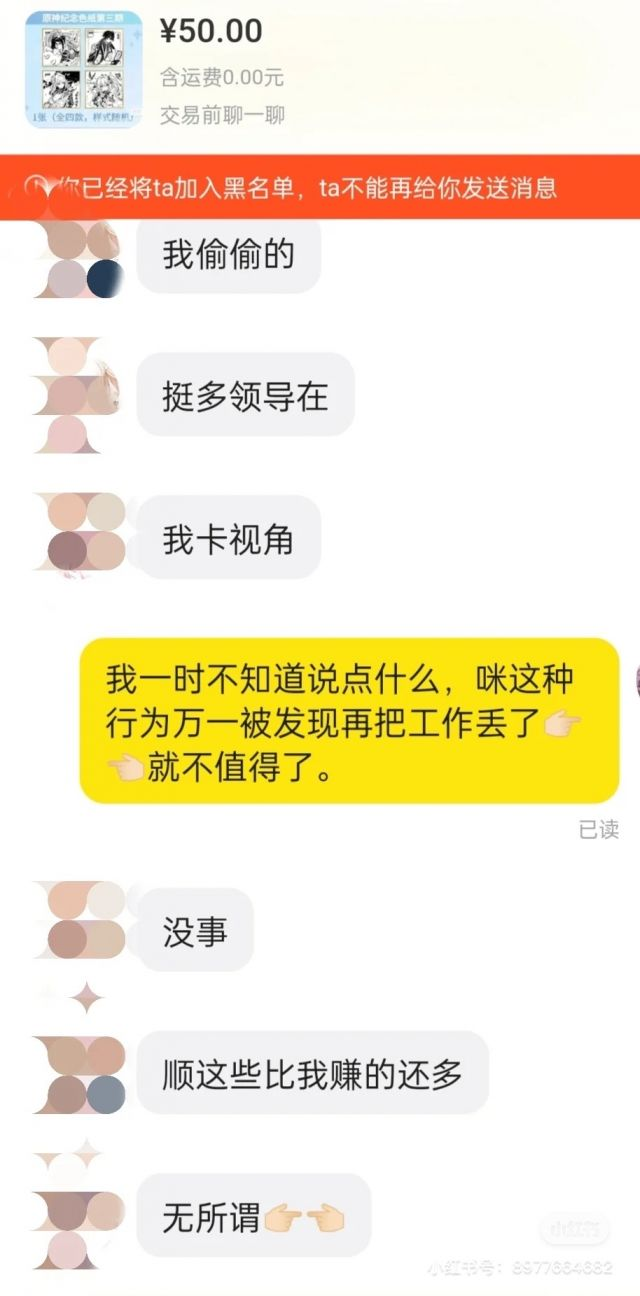 原神纪念色纸第三期
1张（全四款，样式随机）
¥50.00
含运费0.00元
交易前聊一聊
你已经将ta加入黑名单，ta不能再给你发送消息
我偷偷的
挺多领导在
我卡视角
我一时不知道说点什么，咪这种
行为万一被发现再把工作丢了👉🏻
👈🏻就不值得了。
已读
没事
顺这些比我赚的还多
无所谓👉🏻👈🏻
小红书
小红书号：8977664682